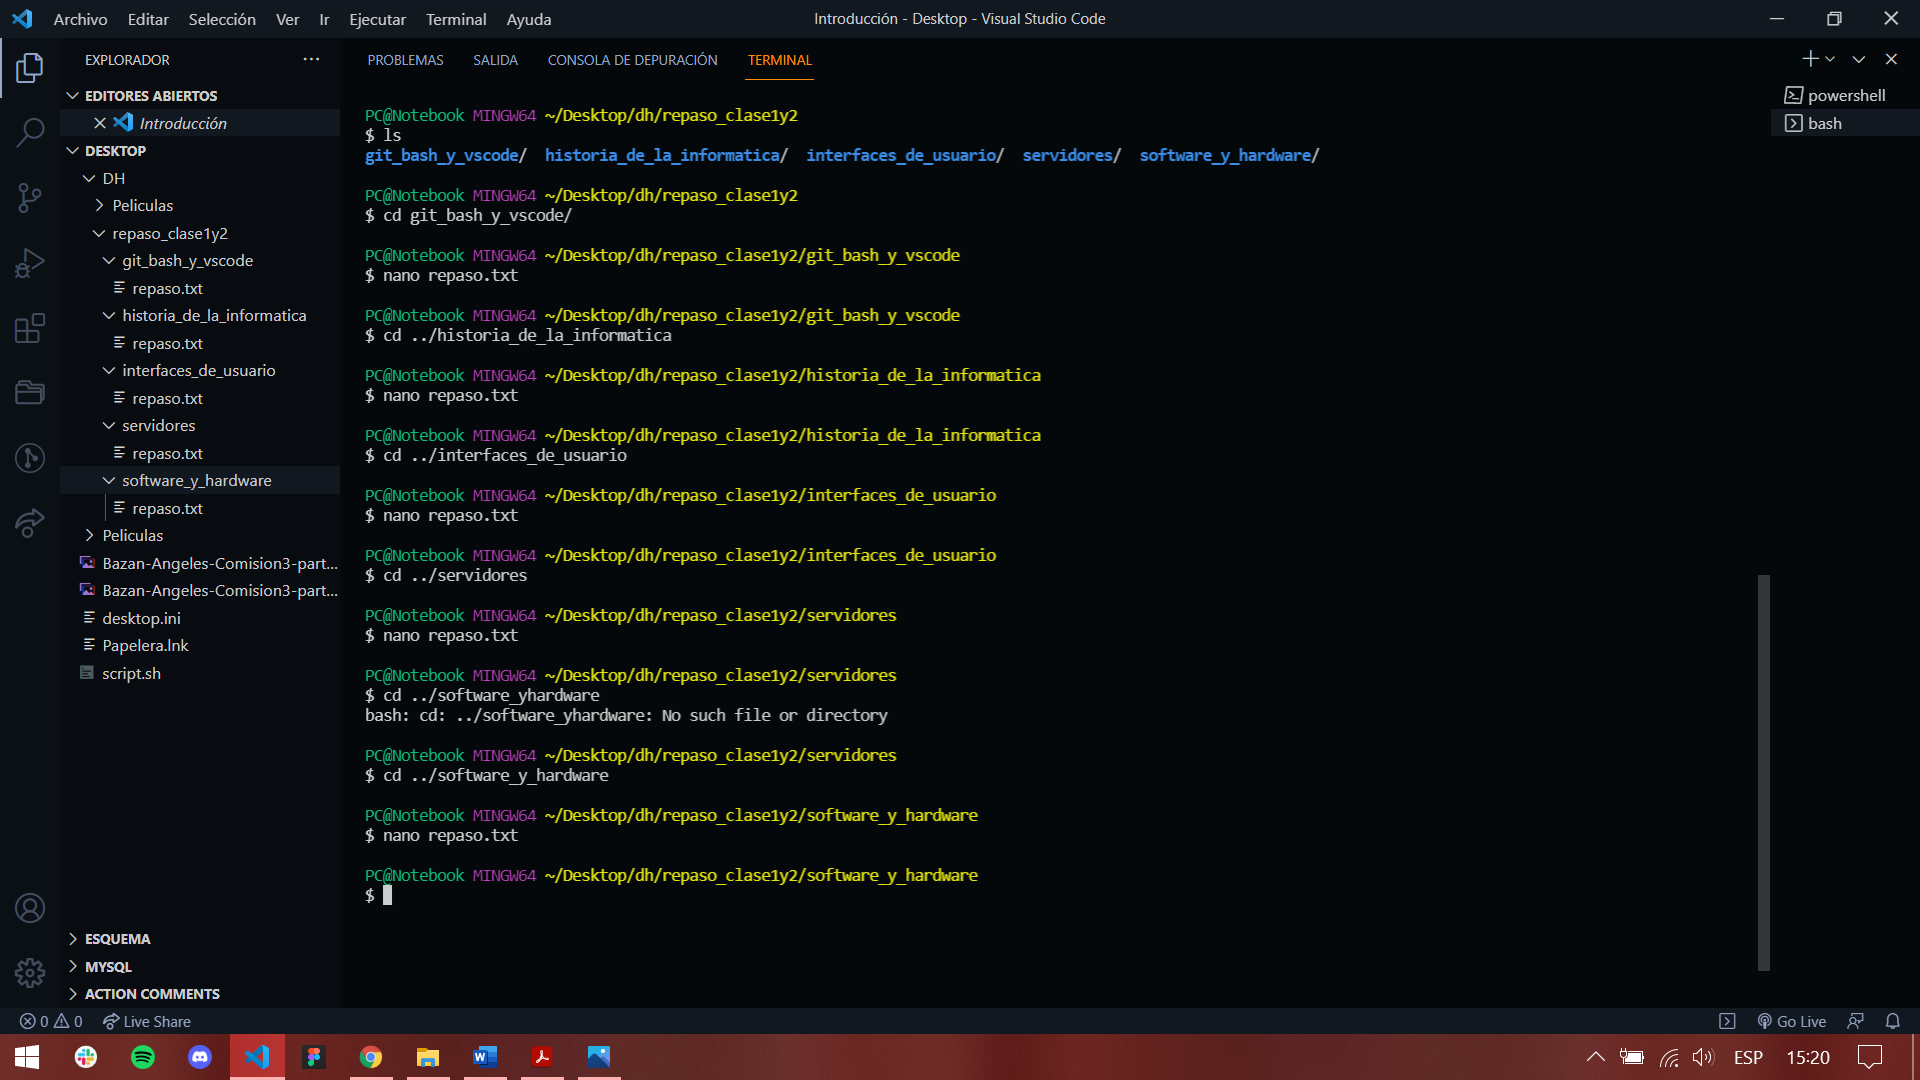 Archivo Editar Selección Ver Ir Ejecutar Terminal Ayuda
Introducción - Desktop - Visual Studio Code
EXPLORADOR
EDITORES ABIERTOS
Introducción
DESKTOP
DH
Peliculas
repaso_clase1y2
git_bash_y_vscode
repaso.txt
historia_de_la_informatica
repaso.txt
interfaces_de_usuario
repaso.txt
servidores
repaso.txt
software_y_hardware
repaso.txt
Peliculas
Bazan-Angeles-Comision3-part...
Bazan-Angeles-Comision3-part...
desktop.ini
Papelera.lnk
script.sh
ESQUEMA
MYSQL
ACTION COMMENTS
PROBLEMAS SALIDA CONSOLA DE DEPURACIÓN TERMINAL
PC@Notebook MINGW64 ~/Desktop/dh/repaso_clase1y2
$ ls
git_bash_y_vscode/ historia_de_la_informatica/ interfaces_de_usuario/ servidores/ software_y_hardware/
PC@Notebook MINGW64 ~/Desktop/dh/repaso_clase1y2
$ cd git_bash_y_vscode/
PC@Notebook MINGW64 ~/Desktop/dh/repaso_clase1y2/git_bash_y_vscode
$ nano repaso.txt
PC@Notebook MINGW64 ~/Desktop/dh/repaso_clase1y2/git_bash_y_vscode
$ cd ../historia_de_la_informatica
PC@Notebook MINGW64 ~/Desktop/dh/repaso_clase1y2/historia_de_la_informatica
$ nano repaso.txt
PC@Notebook MINGW64 ~/Desktop/dh/repaso_clase1y2/historia_de_la_informatica
$ cd ../interfaces_de_usuario
PC@Notebook MINGW64 ~/Desktop/dh/repaso_clase1y2/interfaces_de_usuario
$ nano repaso.txt
PC@Notebook MINGW64 ~/Desktop/dh/repaso_clase1y2/interfaces_de_usuario
$ cd ../servidores
PC@Notebook MINGW64 ~/Desktop/dh/repaso_clase1y2/servidores
$ nano repaso.txt
PC@Notebook MINGW64 ~/Desktop/dh/repaso_clase1y2/servidores
$ cd ../software_yhardware
bash: cd: ../software_yhardware: No such file or directory
PC@Notebook MINGW64 ~/Desktop/dh/repaso_clase1y2/servidores
$ cd ../software_y_hardware
PC@Notebook MINGW64 ~/Desktop/dh/repaso_clase1y2/software_y_hardware
$ nano repaso.txt
PC@Notebook MINGW64 ~/Desktop/dh/repaso_clase1y2/software_y_hardware
$
powershell
bash
0 0 Live Share
Go Live
ESP 15:20